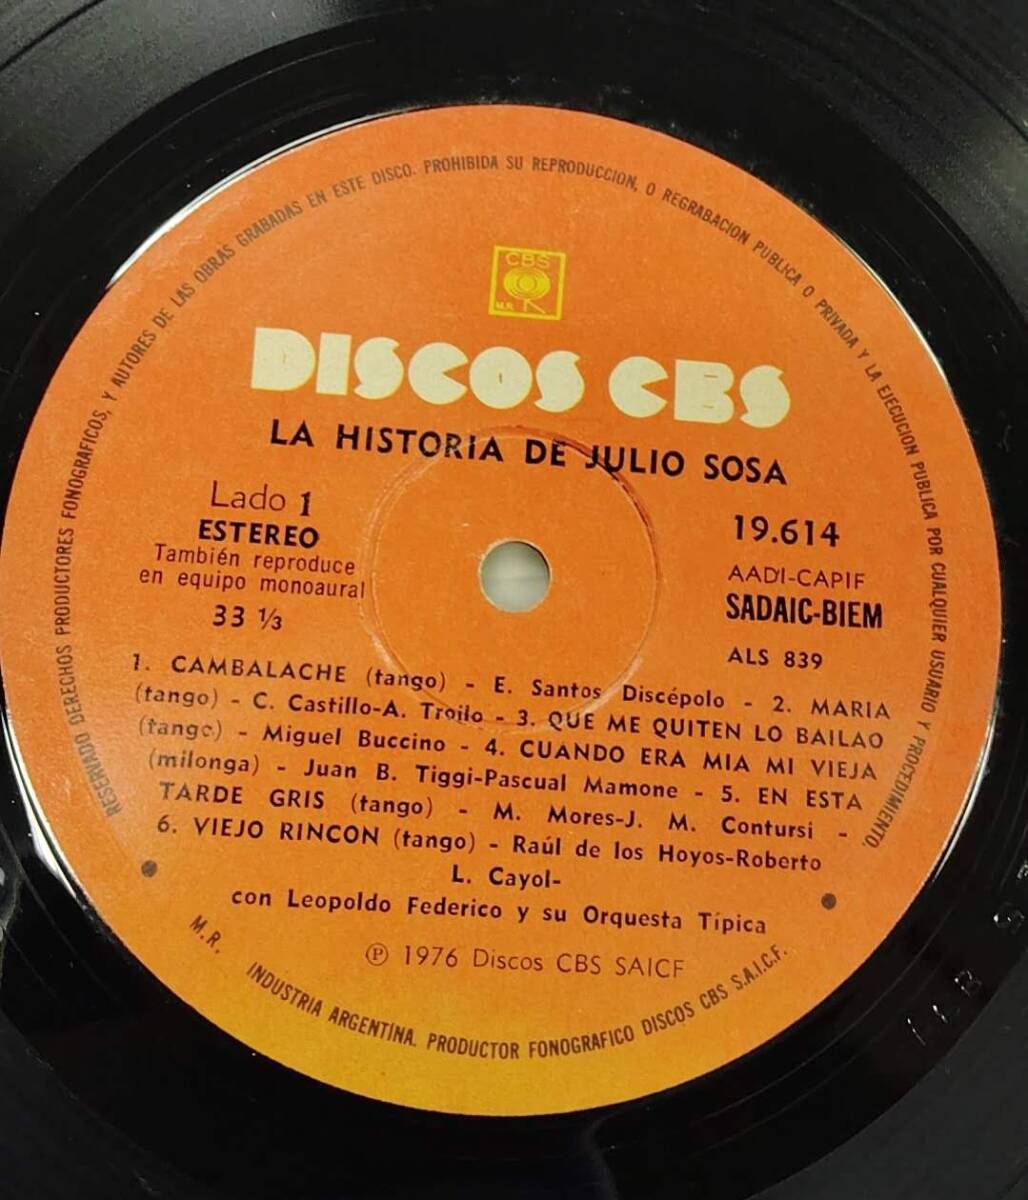 RESERVADO DERECHOS PRODUCTORES FONOGRAFICOS, Y AUTORES DE LAS OBRAS GRABADAS EN ESTE DISCO. PROHIBIDA SU REPRODUCCION, O REGRABACION PUBLICA O PRIVADA Y LA EJECUCION PUBLICA POR CUALQUIER USUARIO Y PROCEDIMIENTO.
CBS
M.R.
DISCOS CBS
LA HISTORIA DE JULIO SOSA
Lado 1
ESTEREO
También reproduce
en equipo monoaural
33 ⅓
19.614
AADI-CAPIF
SADAIC-BIEM
ALS 839
1. CAMBALACHE (tango) - E. Santos Discépolo - 2. MARIA
(tango) - C. Castillo-A. Troilo - 3. QUE ME QUITEN LO BAILAO
(tango) - Miguel Buccino - 4. CUANDO ERA MIA MI VIEJA
(milonga) - Juan B. Tiggi-Pascual Mamone - 5. EN ESTA
TARDE GRIS (tango) - M. Mores-J. M. Contursi -
6. VIEJO RINCON (tango) - Raúl de los Hoyos-Roberto
L. Cayol-
con Leopoldo Federico y su Orquesta Típica
℗ 1976 Discos CBS SAICF
M.R.
INDUSTRIA ARGENTINA. PRODUCTOR FONOGRAFICO DISCOS CBS S.A.I.C.F.